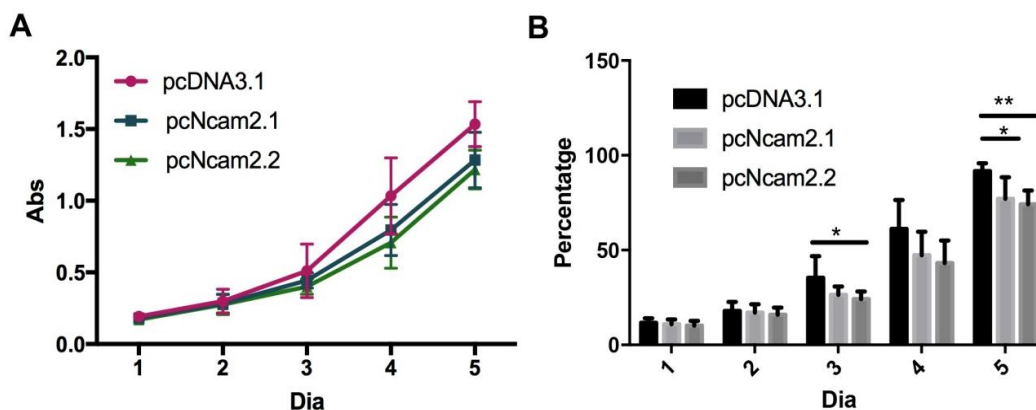 A
2.0
1.5
1.0
0.5
0.0
Abs
pcDNA3.1
pcNcam2.1
pcNcam2.2
1 2 3 4 5
Dia
B
150
100
50
0
Percentatge
pcDNA3.1
pcNcam2.1
pcNcam2.2
*
**
*
1 2 3 4 5
Dia